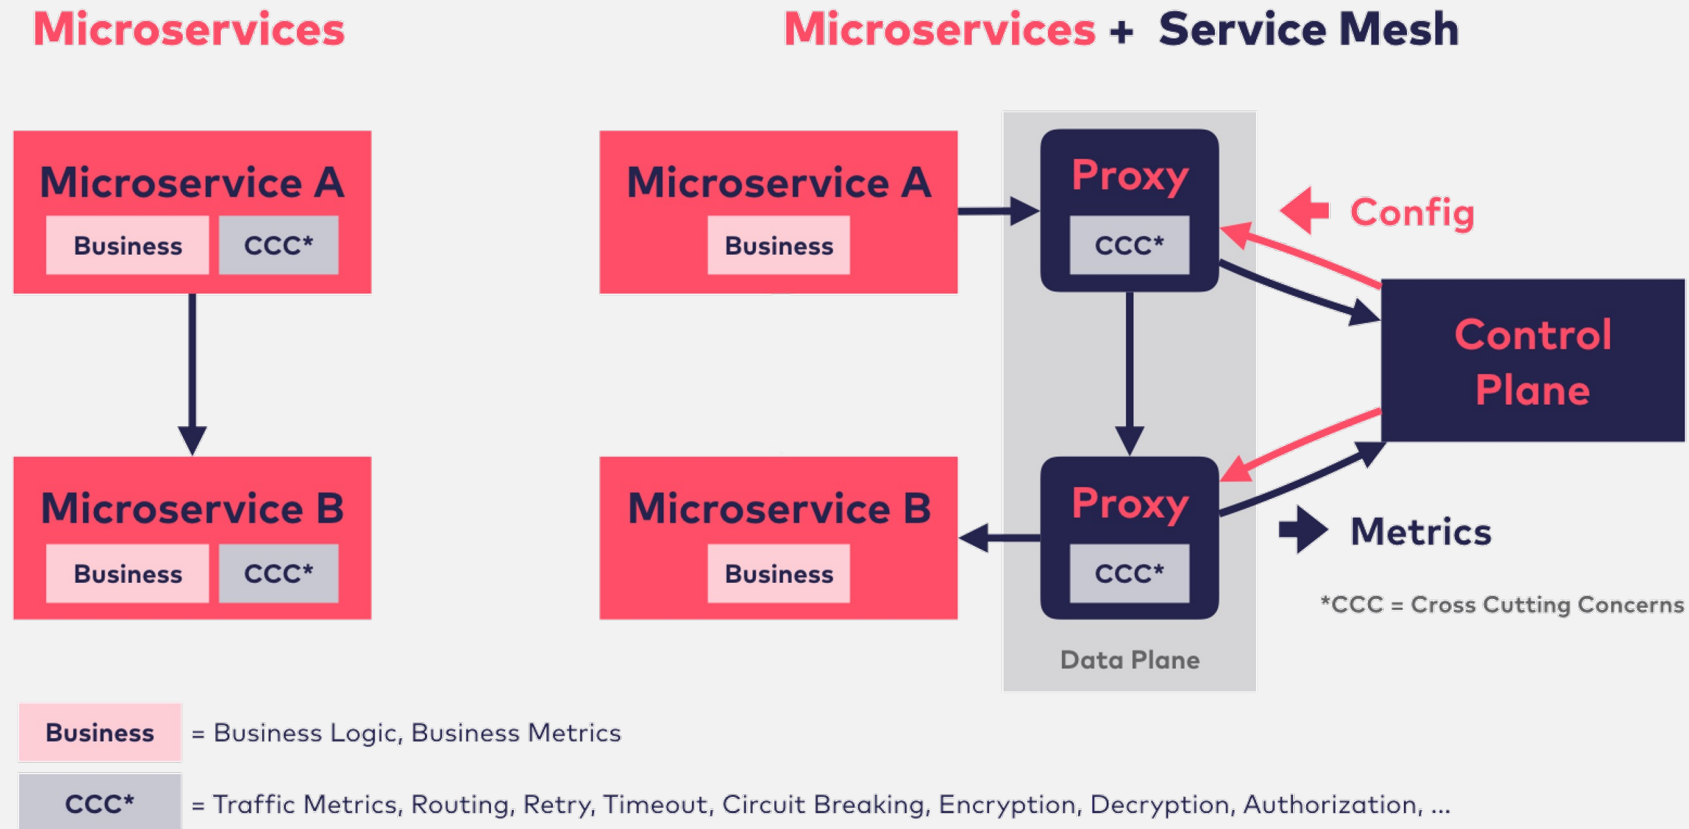 Microservices
Microservices + Service Mesh
Microservice A
Business CCC*
Microservice B
Business CCC*
Microservice A
Business
Proxy
CCC*
Config
Control
Plane
Microservice B
Business
Proxy
CCC*
Metrics
*CCC = Cross Cutting Concerns
Data Plane
Business = Business Logic, Business Metrics
CCC* = Traffic Metrics, Routing, Retry, Timeout, Circuit Breaking, Encryption, Decryption, Authorization, ...